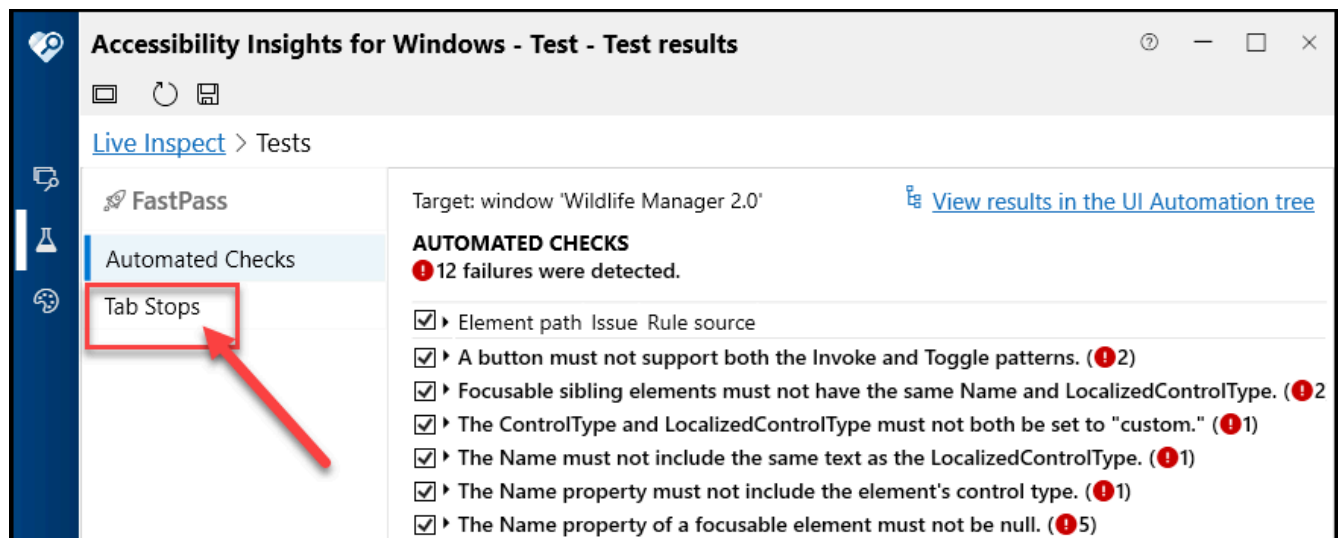 Accessibility Insights for Windows - Test - Test results
Live Inspect > Tests
FastPass
Automated Checks
Tab Stops
Target: window 'Wildlife Manager 2.0'
View results in the UI Automation tree
AUTOMATED CHECKS
12 failures were detected.
Element path Issue Rule source
A button must not support both the Invoke and Toggle patterns. (2)
Focusable sibling elements must not have the same Name and LocalizedControlType. (2
The ControlType and LocalizedControlType must not both be set to "custom." (1)
The Name must not include the same text as the LocalizedControlType. (1)
The Name property must not include the element's control type. (1)
The Name property of a focusable element must not be null. (5)